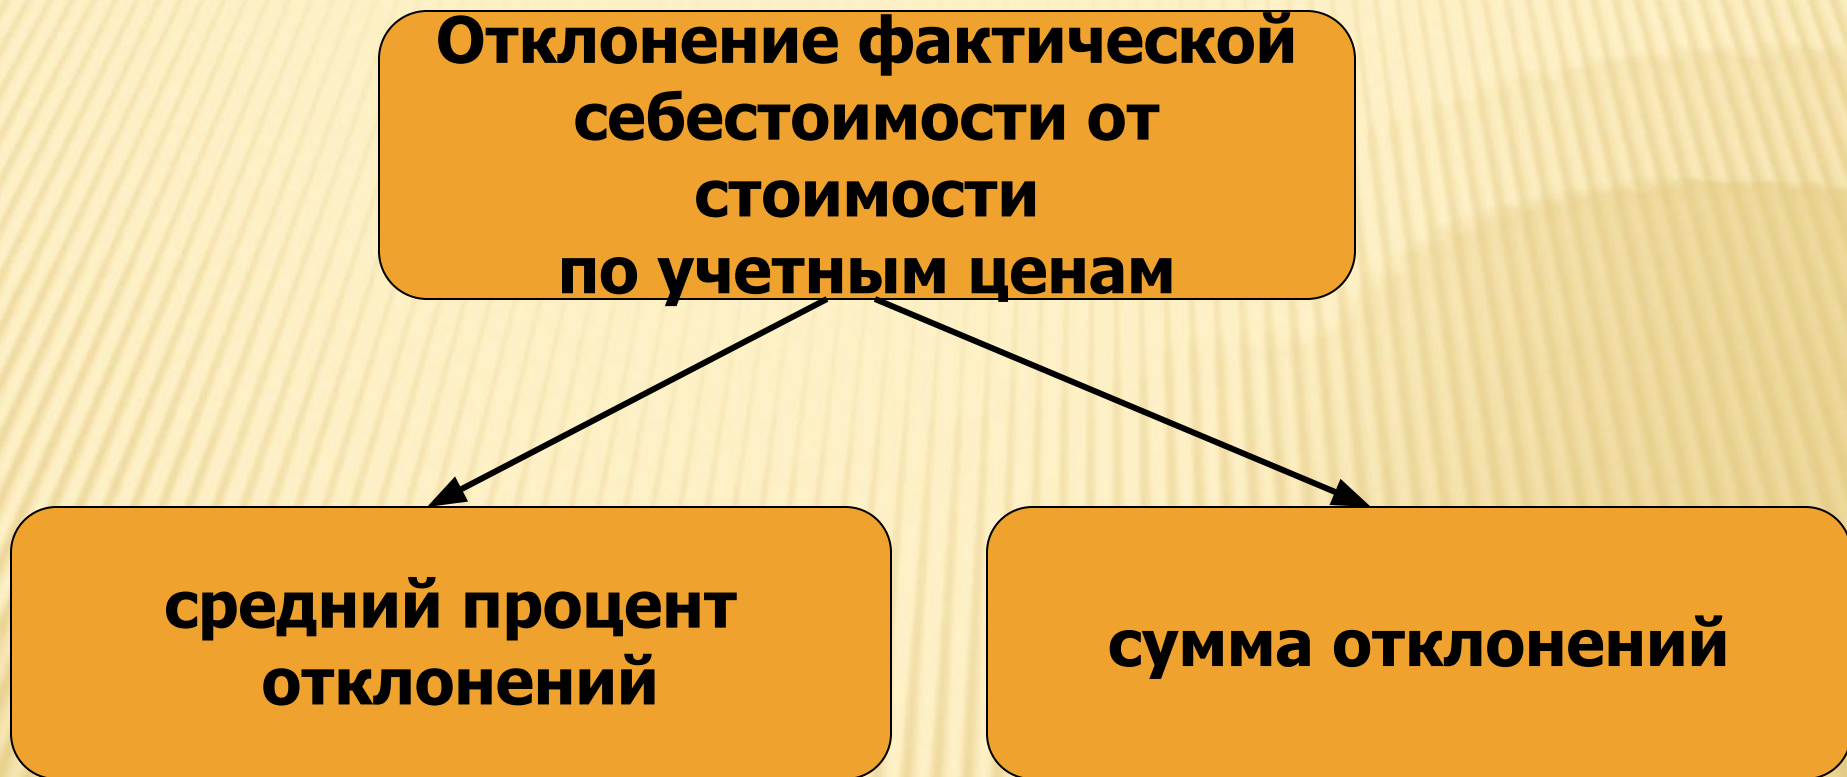 Отклонение фактической
себестоимости от
стоимости
по учетным ценам
средний процент
отклонений
сумма отклонений